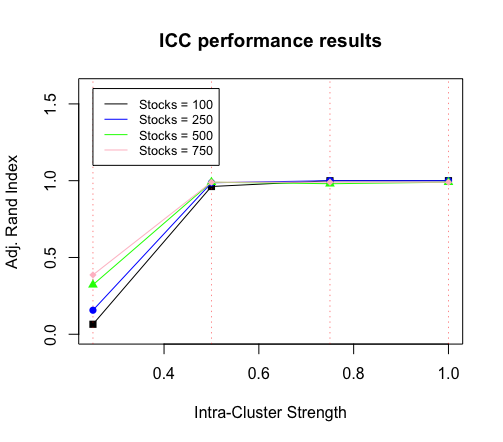 ICC performance results
Stocks = 100
Stocks = 250
Stocks = 500
Stocks = 750
Adj. Rand Index
1.5
1.0
0.5
0.0
0.4 0.6 0.8 1.0
Intra-Cluster Strength